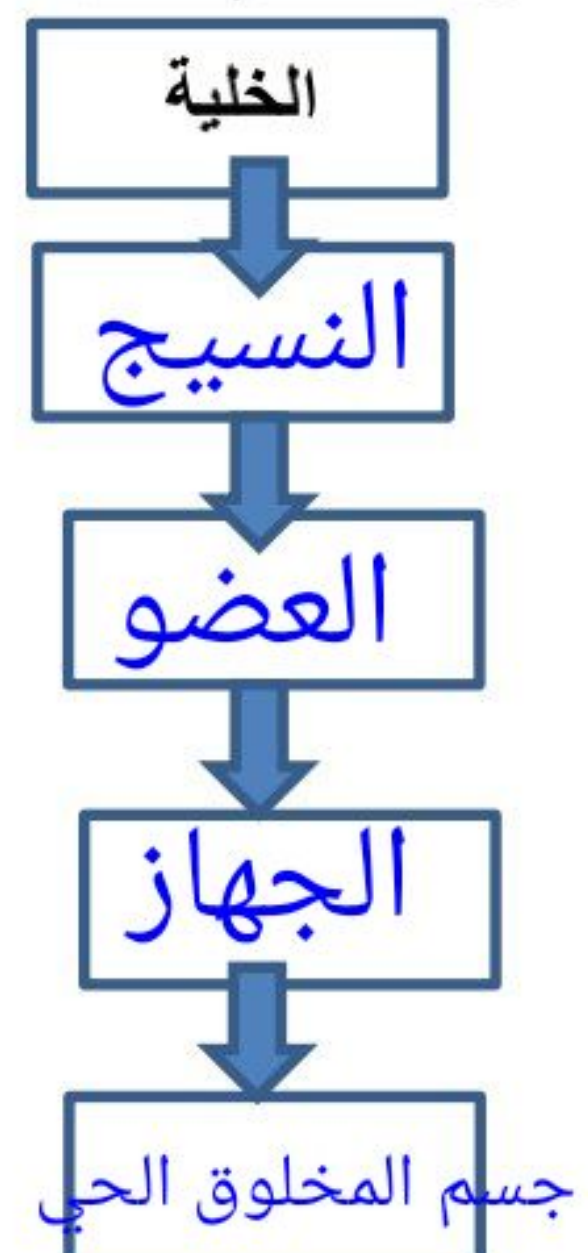 الخلية
النسيج
العضو
الجهاز
جسم المخلوق الحي